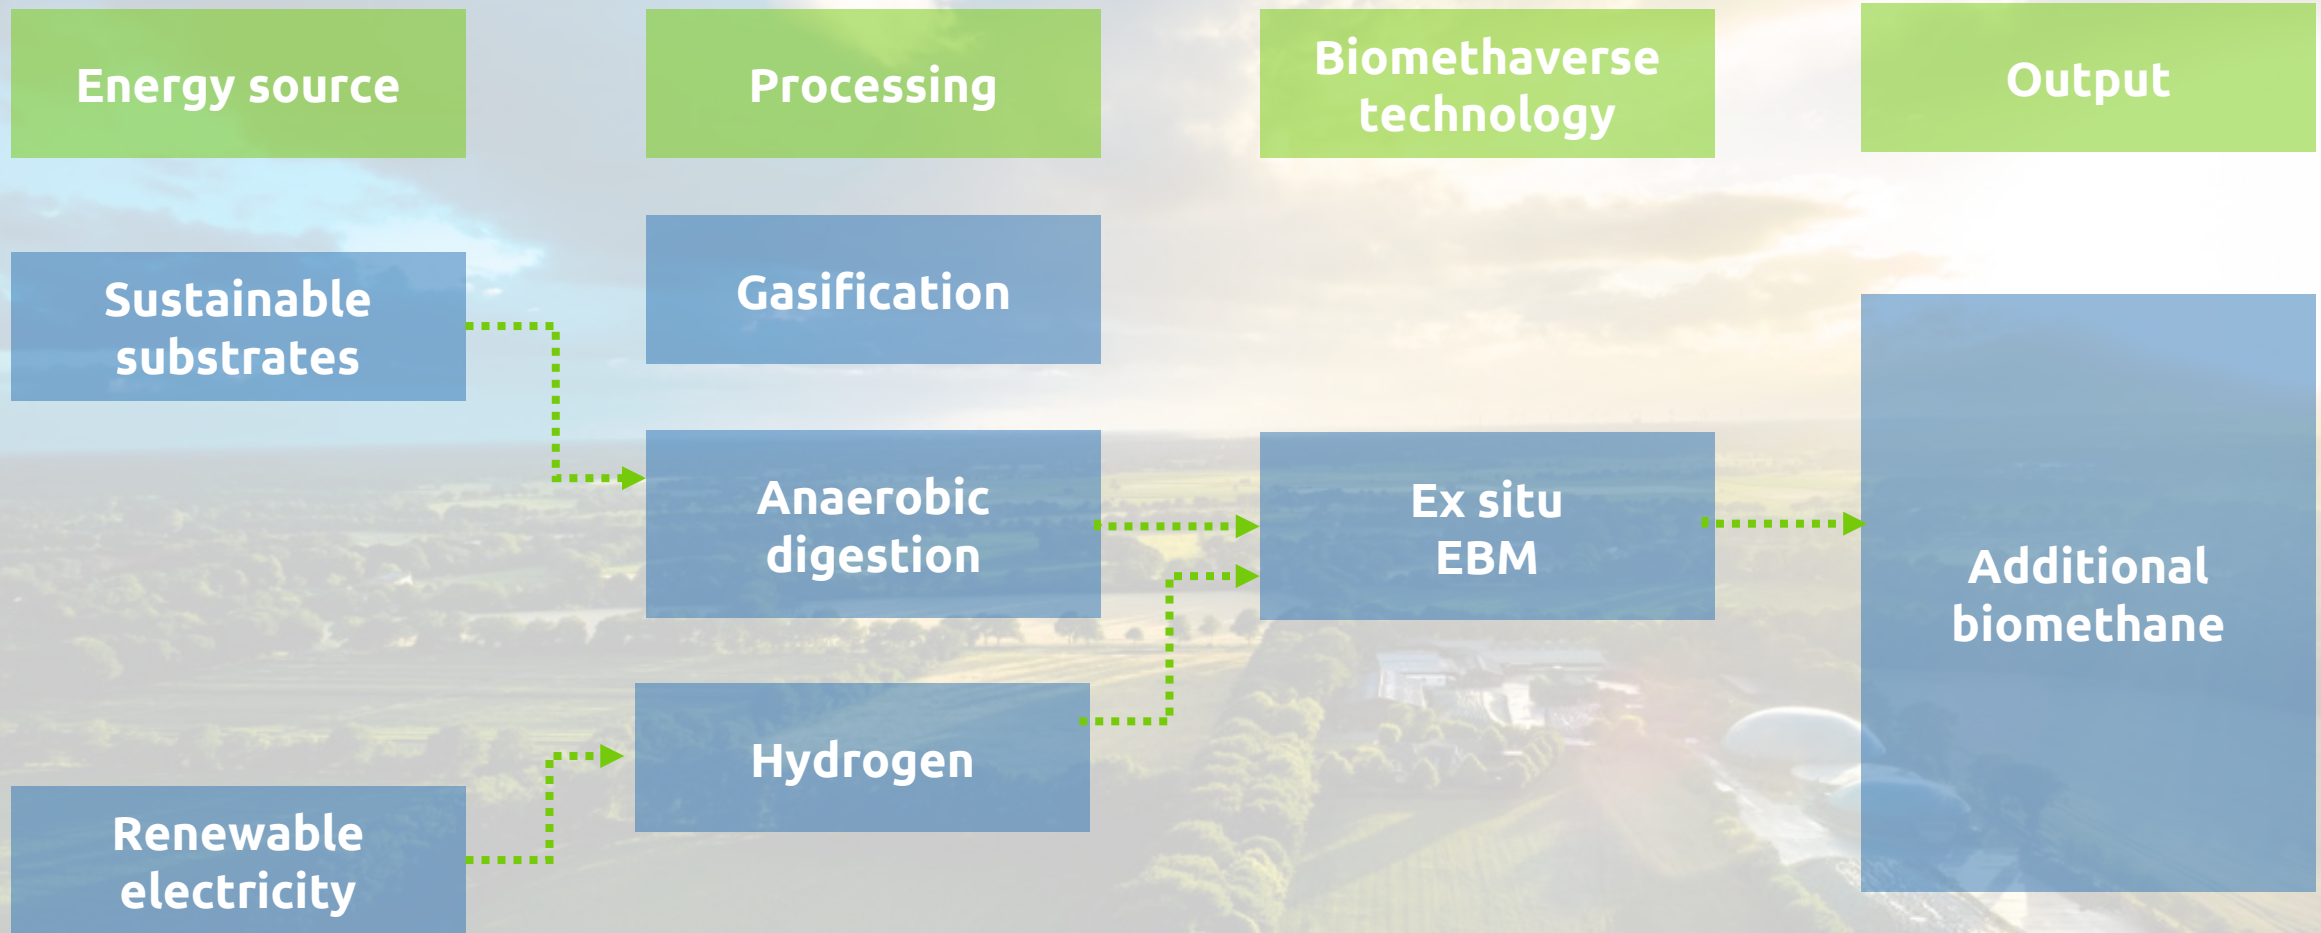 Energy source
Processing
Biomethaverse
technology
Output
Sustainable
substrates
Gasification
Anaerobic
digestion
Ex situ
EBM
Additional
biomethane
Hydrogen
Renewable
electricity